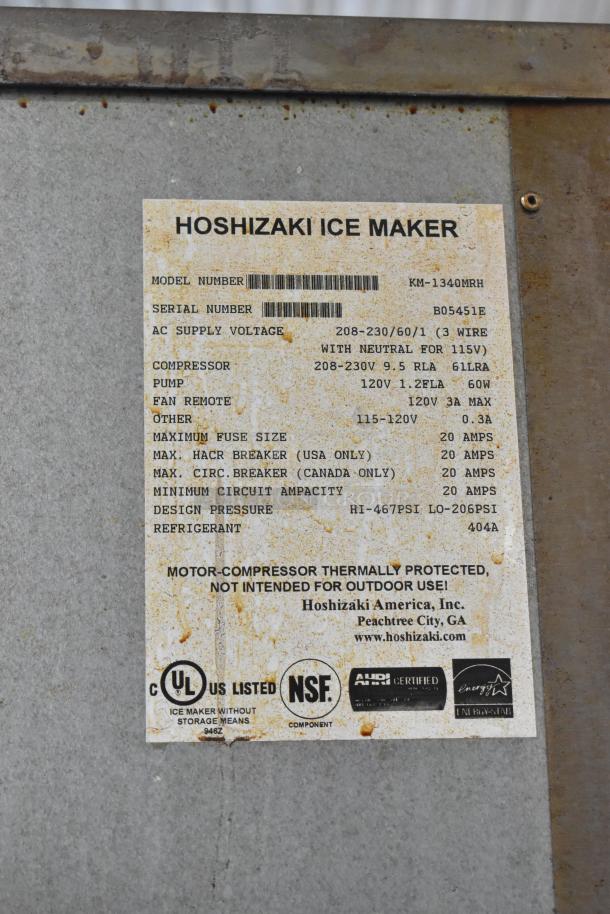 HOSHIZAKI ICE MAKER
MODEL NUMBER KM-1340MRH
SERIAL NUMBER B05451E
AC SUPPLY VOLTAGE 208-230/60/1 (3 WIRE
WITH NEUTRAL FOR 115V)
COMPRESSOR 208-230V 9.5 RLA 61LRA
PUMP 120V 1.2FLA 60W
FAN REMOTE 120V 3A MAX
OTHER 115-120V 0.3A
MAXIMUM FUSE SIZE 20 AMPS
MAX. HACR BREAKER (USA ONLY) 20 AMPS
MAX. CIRC.BREAKER (CANADA ONLY) 20 AMPS
MINIMUM CIRCUIT AMPACITY 20 AMPS
DESIGN PRESSURE HI-467PSI LO-206PSI
REFRIGERANT 404A
MOTOR-COMPRESSOR THERMALLY PROTECTED,
NOT INTENDED FOR OUTDOOR USE!
Hoshizaki America, Inc.
Peachtree City, GA
www.hoshizaki.com
C UL US LISTED
ICE MAKER WITHOUT
STORAGE MEANS
946Z
NSF.
COMPONENT
AHRI CERTIFIED
energy
ENERGY STAR